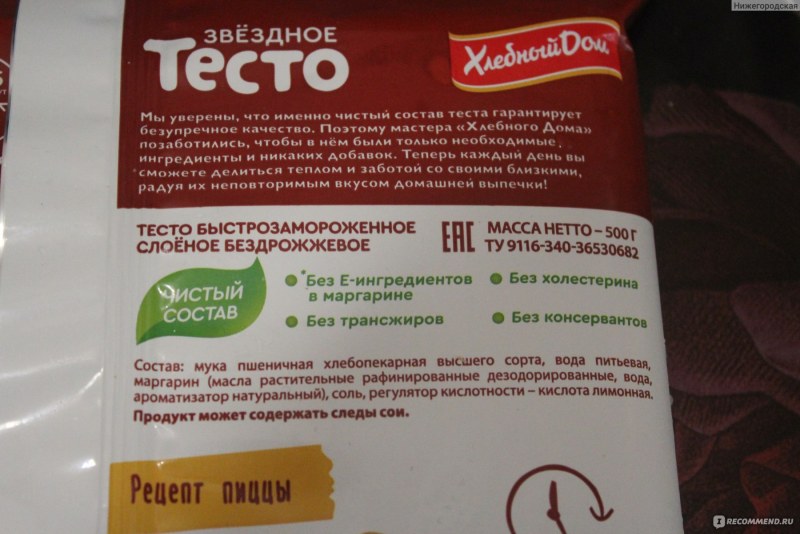 Нижегородская
ЗВЁЗДНОЕ
Тесто
ХлебныйДом
Мы уверены, что именно чистый состав теста гарантирует
безупречное качество. Поэтому мастера «Хлебного Дома»
позаботились, чтобы в нём были только необходимые
ингредиенты и никаких добавок. Теперь каждый день вы
сможете делиться теплом и заботой со своими близкими,
радуя их неповторимым вкусом домашней выпечки!
ТЕСТО БЫСТРОЗАМОРОЖЕННОЕ
СЛОЁНОЕ БЕЗДРОЖЖЕВОЕ
ЕАС
МАССА НЕТТО – 500 Г
ТУ 9116-340-36530682
ЧИСТЫЙ
СОСТАВ
*Без Е-ингредиентов
в маргарине
Без трансжиров
Без холестерина
Без консервантов
Состав: мука пшеничная хлебопекарная высшего сорта, вода питьевая,
маргарин (масла растительные рафинированные дезодорированные, вода,
ароматизатор натуральный), соль, регулятор кислотности – кислота лимонная.
Продукт может содержать следы сои.
Рецепт пиццы
IRECOMMEND.RU